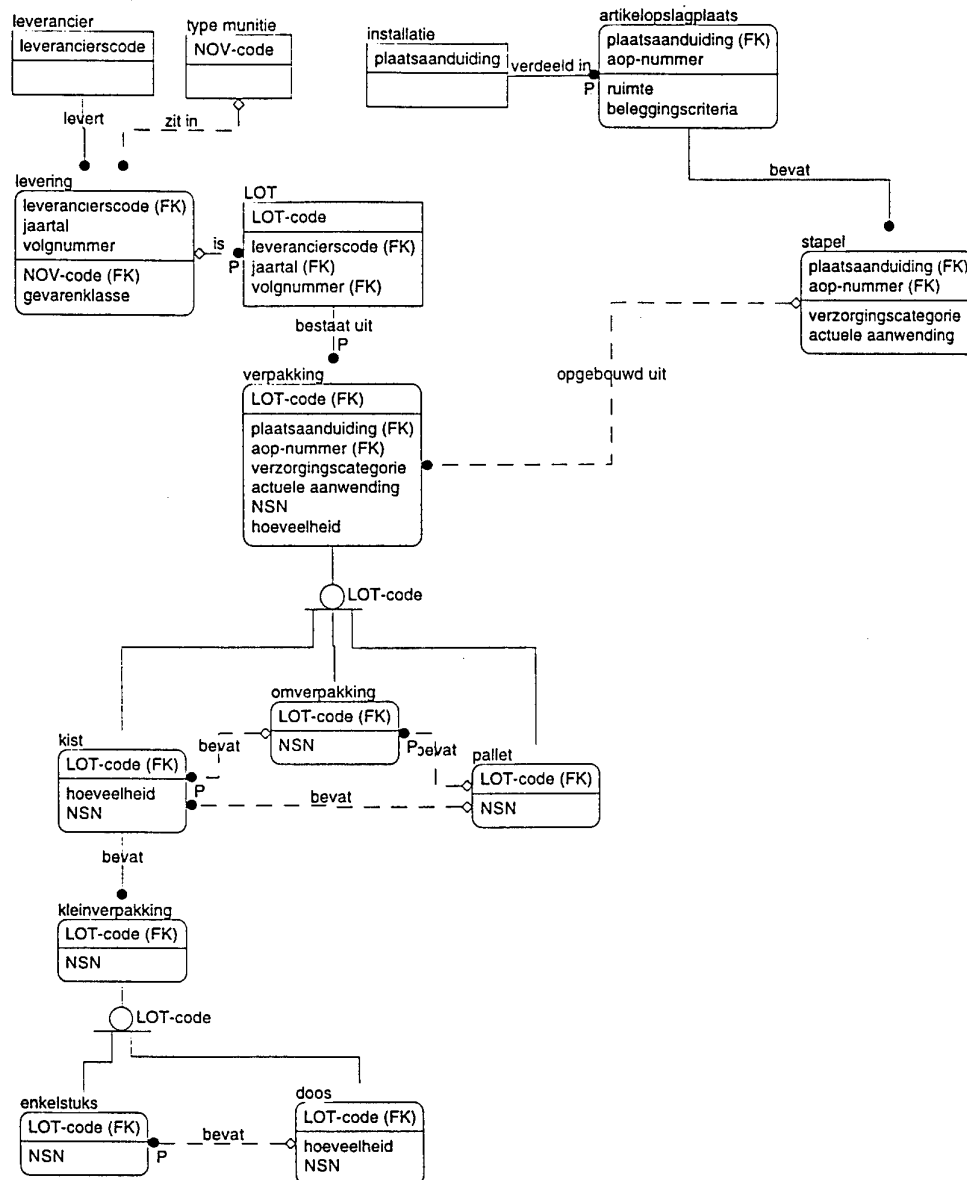 leverancier
leverancierscode
levert
type munitie
NOV-code
zit in
installatie
plaatsaanduiding
verdeeld in
P
artikelopslagplaats
plaatsaanduiding (FK)
aop-nummer
ruimte
beleggingscriteria
bevat
levering
leverancierscode (FK)
jaartal
volgnummer
NOV-code (FK)
gevarenklasse
is
P
LOT
LOT-code
leverancierscode (FK)
jaartal (FK)
volgnummer (FK)
bestaat uit
P
stapel
plaatsaanduiding (FK)
aop-nummer (FK)
verzorgingscategorie
actuele aanwending
opgebouwd uit
verpakking
LOT-code (FK)
plaatsaanduiding (FK)
aop-nummer (FK)
verzorgingscategorie
actuele aanwending
NSN
hoeveelheid
LOT-code
omverpakking
LOT-code (FK)
NSN
bevat
P
P
bevat
kist
LOT-code (FK)
hoeveelheid
NSN
bevat
pallet
LOT-code (FK)
NSN
bevat
kleinverpakking
LOT-code (FK)
NSN
LOT-code
enkelstuks
LOT-code (FK)
NSN
bevat
P
doos
LOT-code (FK)
hoeveelheid
NSN